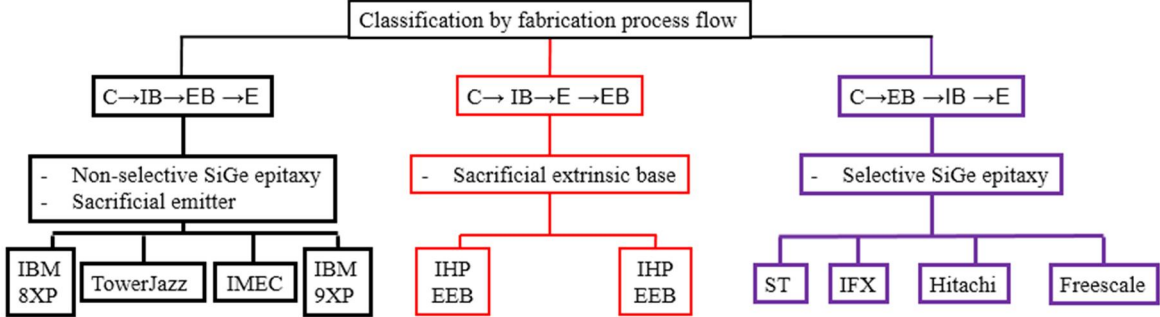 Classification by fabrication process flow
C→IB→EB →E
C→ IB→E →EB
C→EB →IB →E
- Non-selective SiGe epitaxy
- Sacrificial emitter
- Sacrificial extrinsic base
- Selective SiGe epitaxy
IBM
8XP
TowerJazz
IMEC
IBM
9XP
IHP
EEB
IHP
EEB
ST
IFX
Hitachi
Freescale